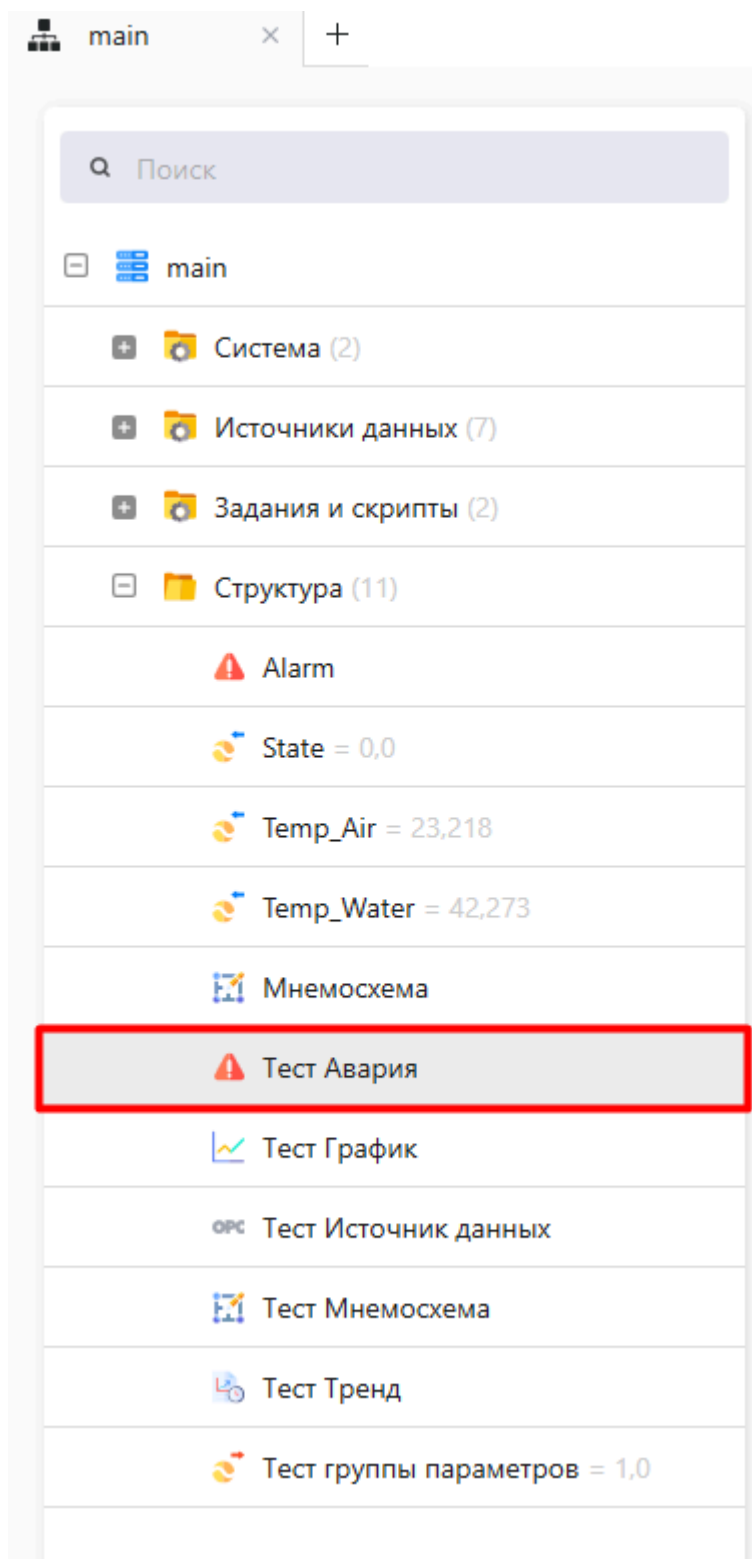 main
Поиск
main
Система (2)
Источники данных (7)
Задания и скрипты (2)
Структура (11)
Alarm
State = 0,0
Temp_Air = 23,218
Temp_Water = 42,273
Мнемосхема
Тест Авария
Тест График
OPC Тест Источник данных
Тест Мнемосхема
Тест Тренд
Тест группы параметров = 1,0